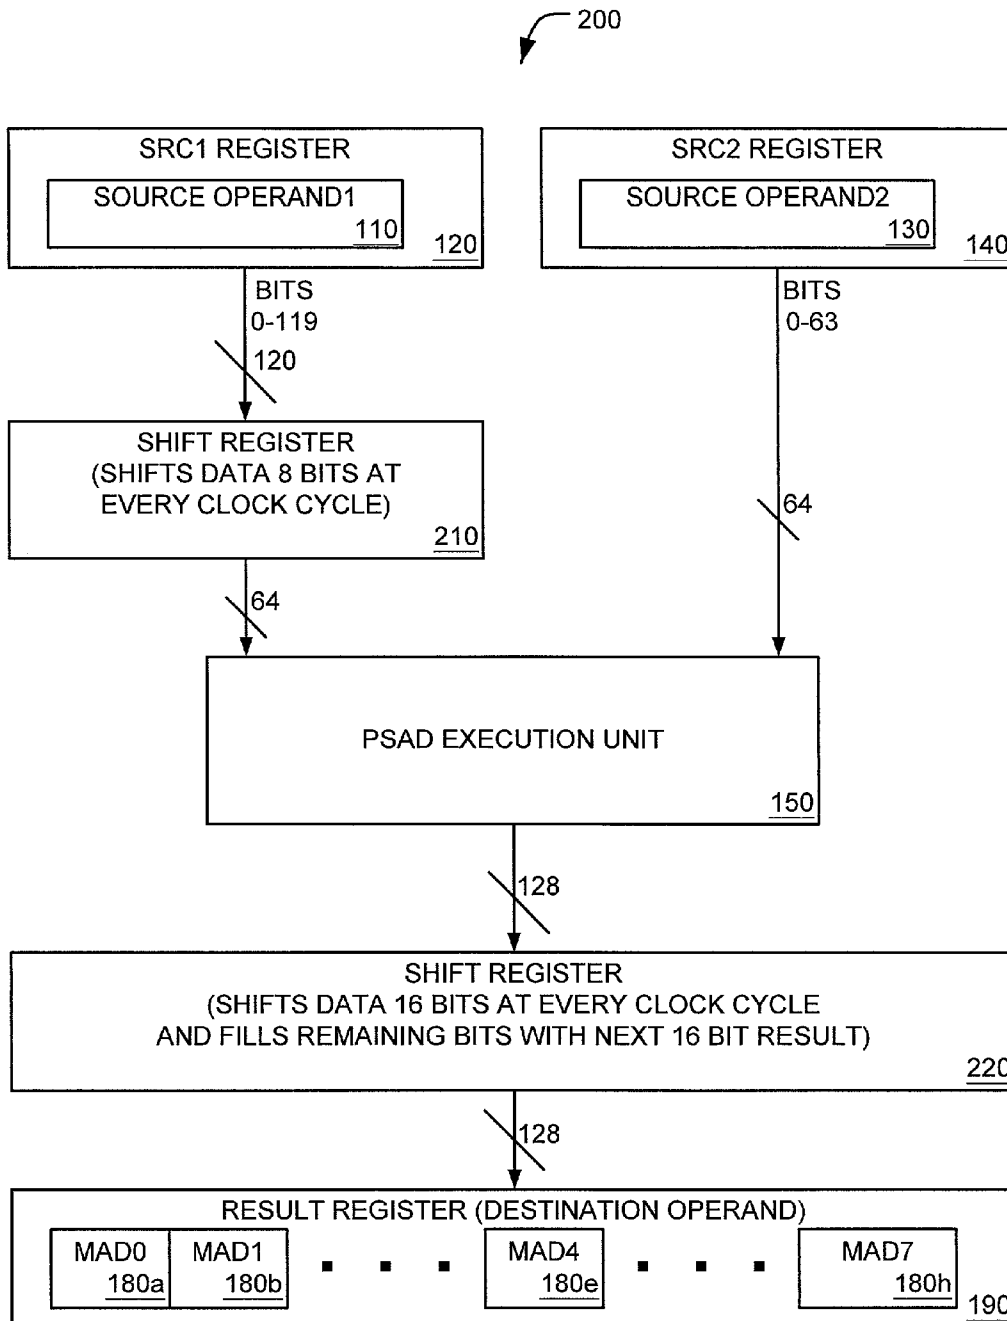 200
SRC1 REGISTER
SOURCE OPERAND1
110
120
SRC2 REGISTER
SOURCE OPERAND2
130
140
BITS
0-119
120
BITS
0-63
SHIFT REGISTER
(SHIFTS DATA 8 BITS AT
EVERY CLOCK CYCLE)
210
64
64
PSAD EXECUTION UNIT
150
128
SHIFT REGISTER
(SHIFTS DATA 16 BITS AT EVERY CLOCK CYCLE
AND FILLS REMAINING BITS WITH NEXT 16 BIT RESULT)
220
128
RESULT REGISTER (DESTINATION OPERAND)
MAD0
180a
MAD1
180b
MAD4
180e
MAD7
180h
190